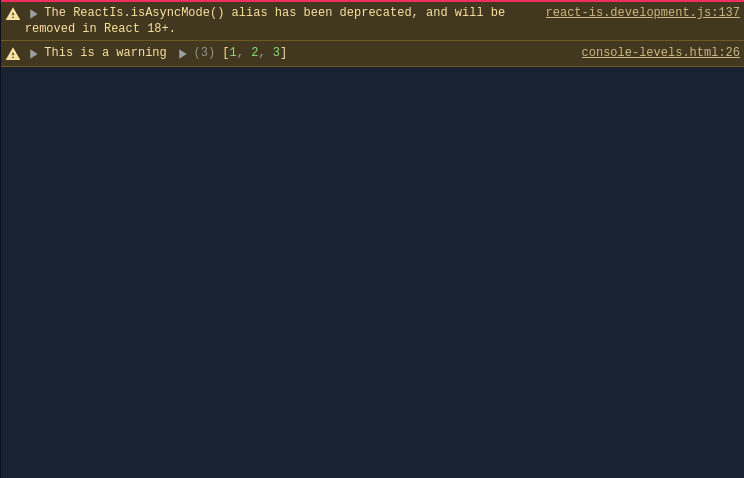 The ReactIs.isAsyncMode() alias has been deprecated, and will be react-is.development.js:137
removed in React 18+.
This is a warning (3) [1, 2, 3] console-levels.html:26